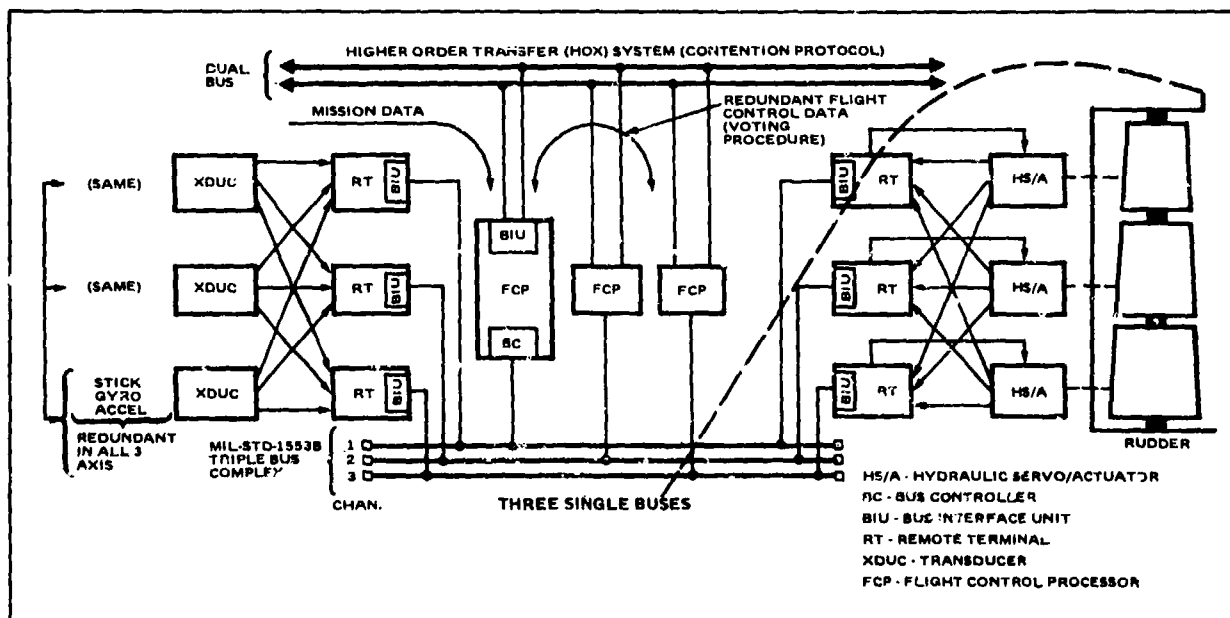 HIGHER ORDER TRANSFER (HOX) SYSTEM (CONTENTION PROTOCOL)
DUAL
BUS
MISSION DATA
REDUNDANT FLIGHT
CONTROL DATA
(VOTING
PROCEDURE)
(SAME)
XDUC
RT
BIU
BIU
RT
HS/A
BIU
FCP
BC
FCP
FCP
(SAME)
XDUC
RT
BIU
BIU
RT
HS/A
STICK
GYRO
ACCEL
XDUC
RT
BIU
BIU
RT
HS/A
REDUNDANT
IN ALL 3
AXIS
MIL-STD-1553B
TRIPLE BUS
COMPLEX
1
2
3
CHAN.
THREE SINGLE BUSES
RUDDER
HS/A - HYDRAULIC SERVO/ACTUATOR
BC - BUS CONTROLLER
BIU - BUS INTERFACE UNIT
RT - REMOTE TERMINAL
XDUC - TRANSDUCER
FCP - FLIGHT CONTROL PROCESSOR